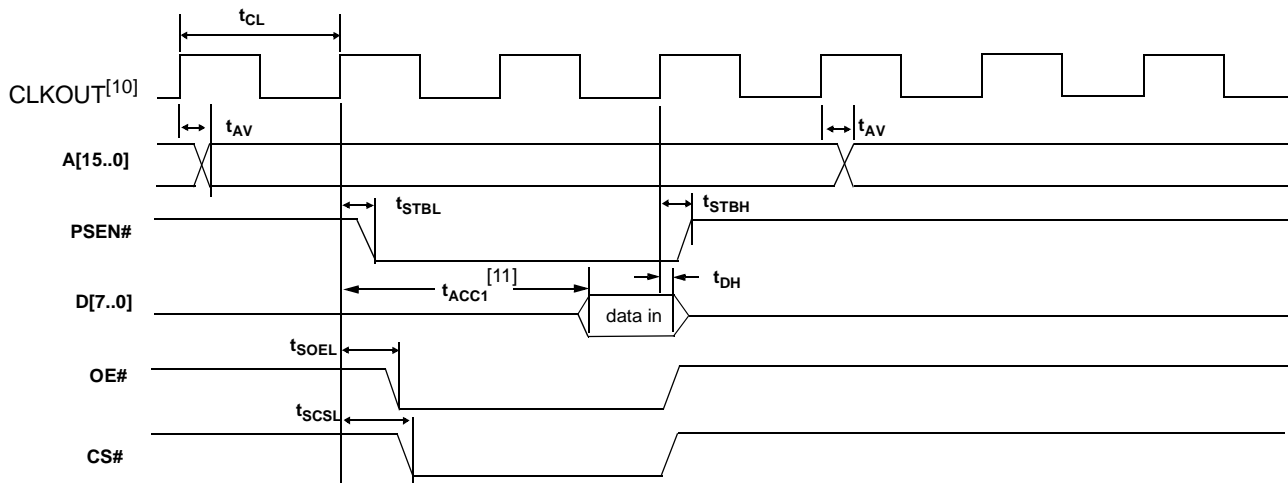 tCL
CLKOUT[10]
tAV
tAV
A[15..0]
tSTBL
tSTBH
PSEN#
[11]
tACC1
tDH
D[7..0]
data in
tSOEL
OE#
tSCSL
CS#